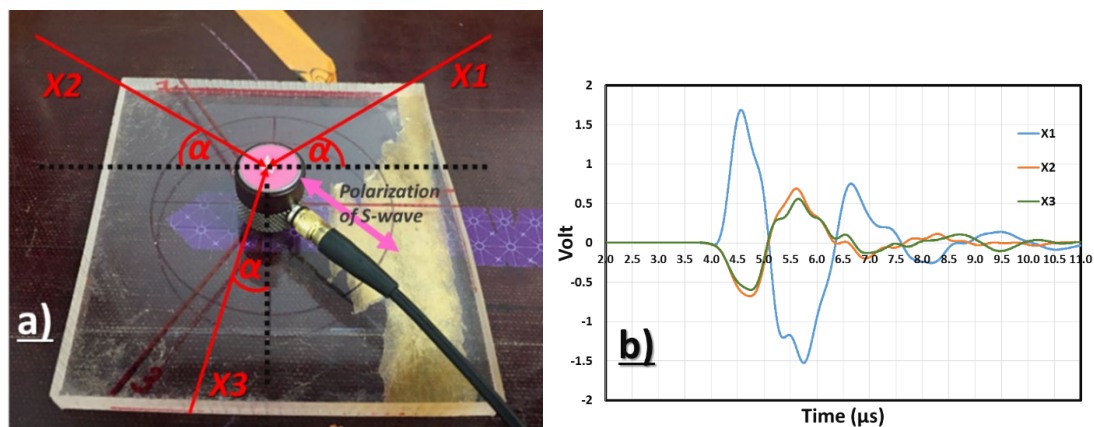 X2
X1
α
α
Polarization
of S-wave
α
a)
X3
3
2
1.5
1
0.5
0
-0.5
-1
-1.5
-2
Volt
2.0 2.5 3.0 3.5 4.0 4.5 5.0 5.5 6.0 6.5 7.0 7.5 8.0 8.5 9.0 9.5 10.0 10.5 11.0
X1
X2
X3
b)
Time (μs)